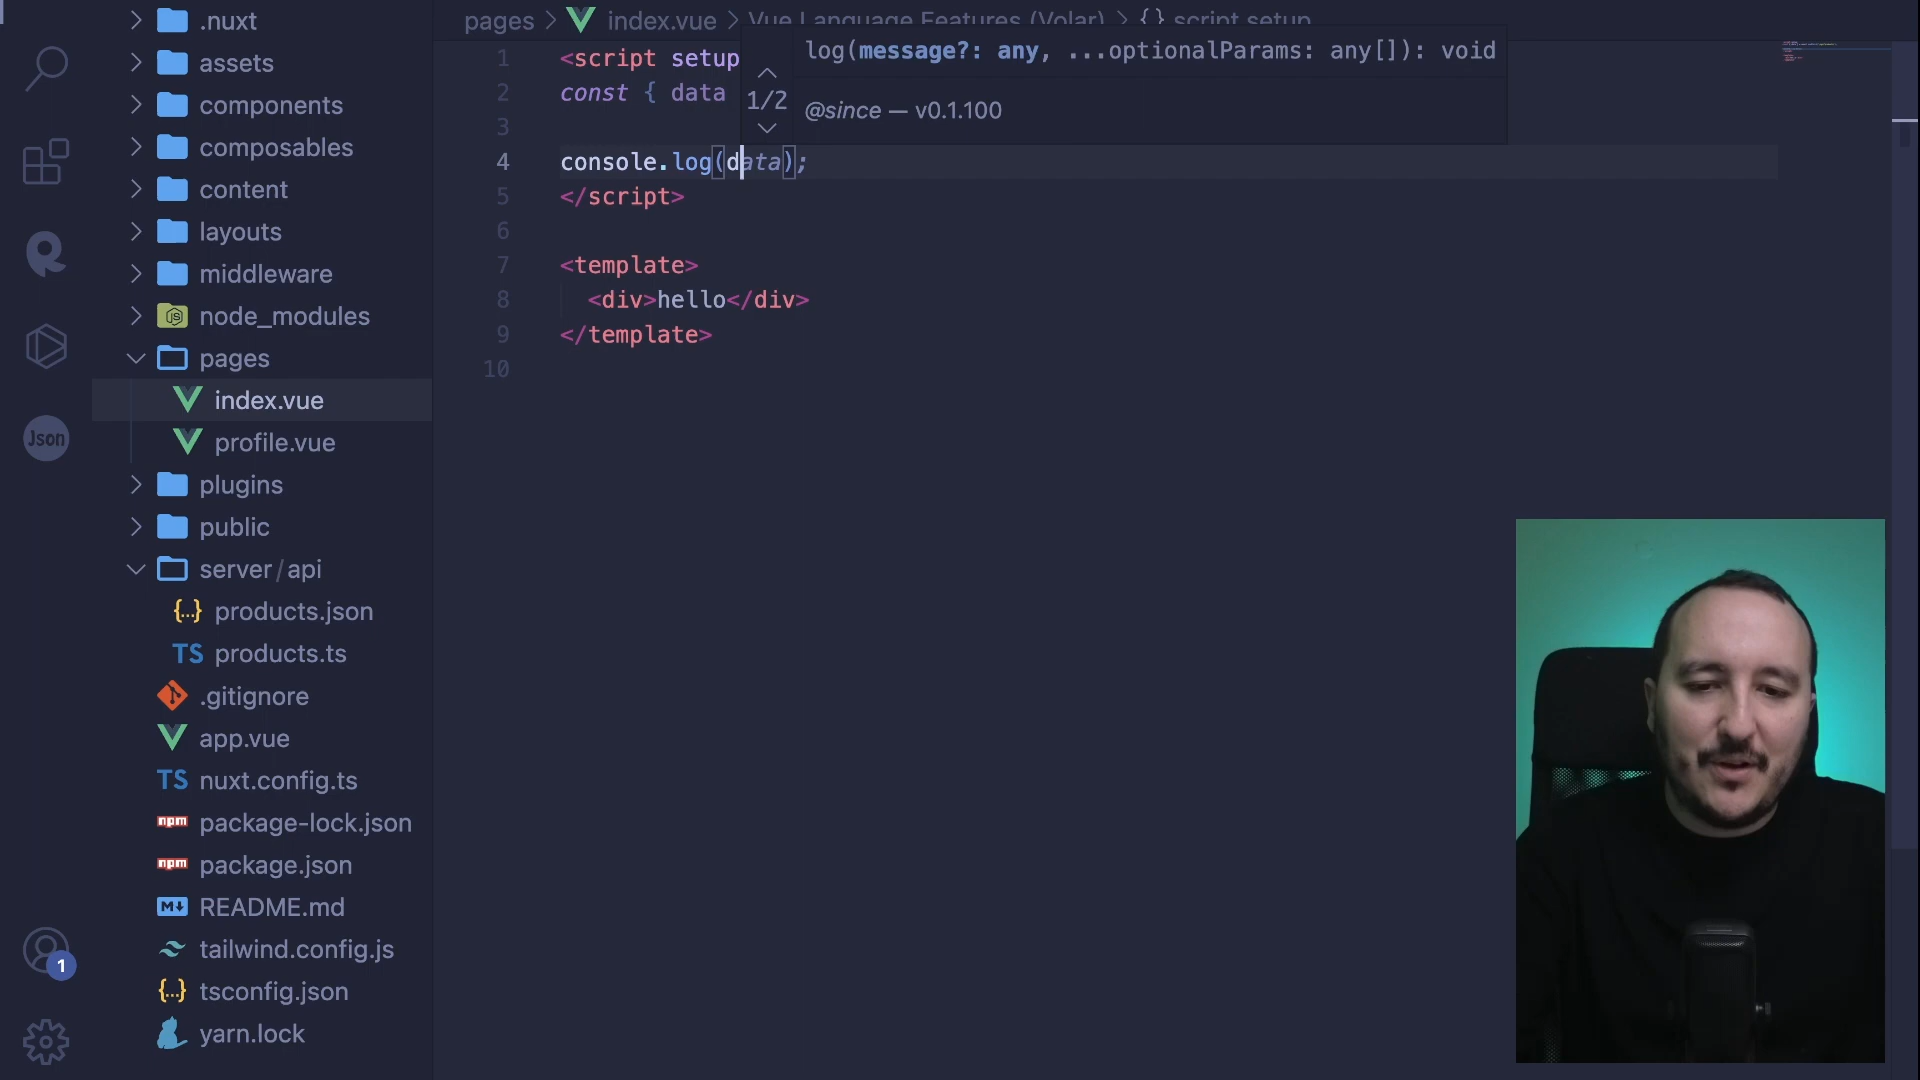 .nuxt
assets
components
composables
content
layouts
middleware
node_modules
pages
index.vue
profile.vue
plugins
public
server/api
products.json
products.ts
.gitignore
app.vue
nuxt.config.ts
package-lock.json
package.json
README.md
tailwind.config.js
tsconfig.json
yarn.lock
Json
1
pages > index.vue > Vue Language Features (Volar) > {} script setup
log(message?: any, ...optionalParams: any[]): void
1/2
@since — v0.1.100
1 <script setup
2 const { data
3
4 console.log(data);
5 </script>
6
7 <template>
8 <div>hello</div>
9 </template>
10